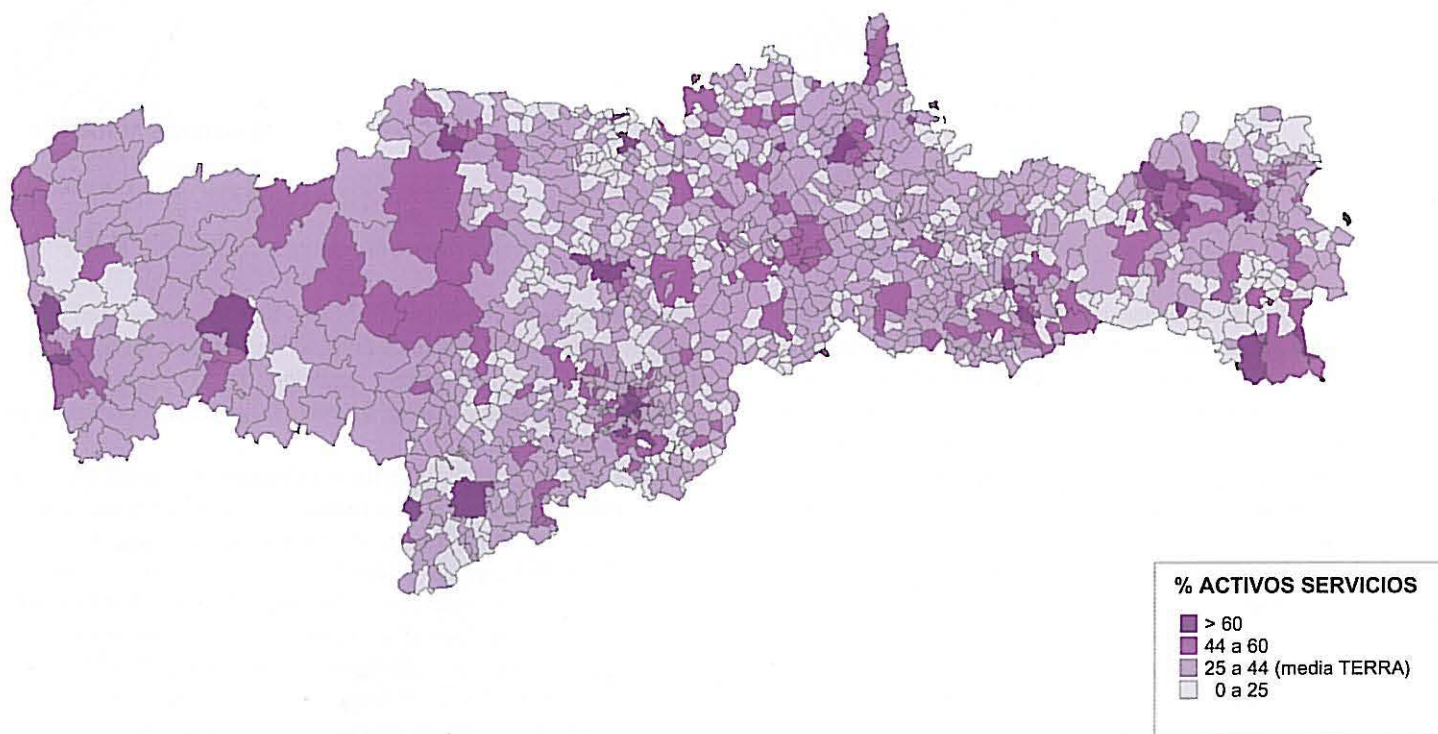 % ACTIVOS SERVICIOS
> 60
44 a 60
25 a 44 (media TERRA)
0 a 25